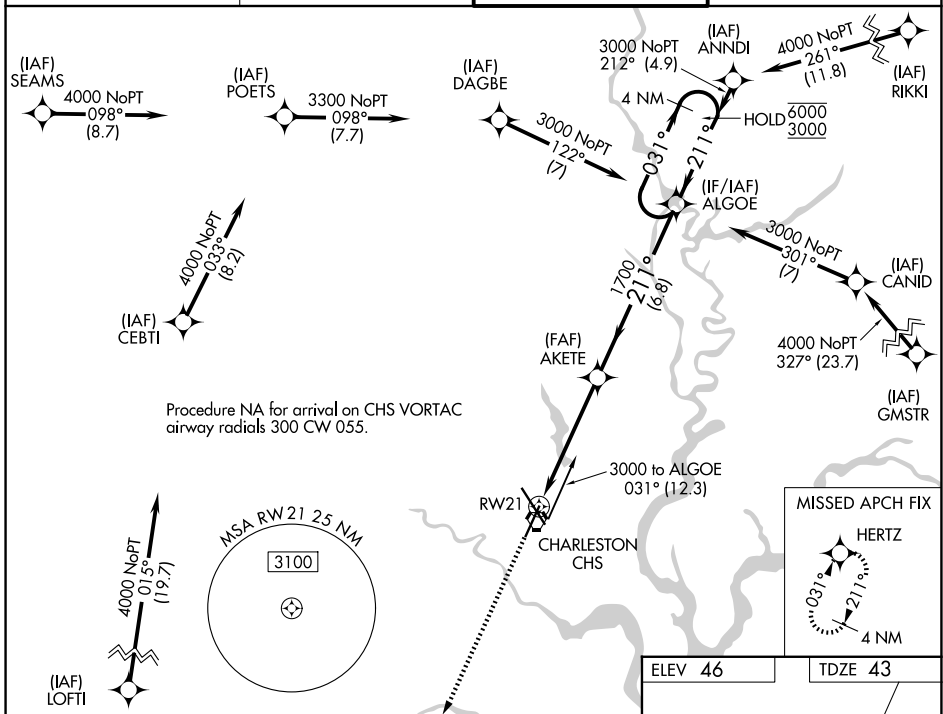 (IAF)
SEAMS
4000 NoPT
098°
(8.7)
(IAF)
POETS
3300 NoPT
098°
(7.7)
(IAF)
DAGBE
3000 NoPT
122°
(7)
3000 NoPT
212° (4.9)
(IAF)
ANNDI
4000 NoPT
261°
(11.8)
(IAF)
RIKKI
4 NM
HOLD
6000
3000
031°
211°
(IF/IAF)
ALGOE
4000 NoPT
033°
(8.2)
(IAF)
CEBTI
3000 NoPT
301°
(7)
(IAF)
CANID
4000 NoPT
327° (23.7)
(IAF)
GMSTR
1700
211°
(6.8)
(FAF)
AKETE
Procedure NA for arrival on CHS VORTAC
airway radials 300 CW 055.
3000 to ALGOE
031° (12.3)
RW21
CHARLESTON
CHS
MSA RW21 25 NM
3100
4000 NoPT
015°
(19.7)
(IAF)
LOFTI
MISSED APCH FIX
HERTZ
031°
211°
4 NM
ELEV 46
TDZE 43